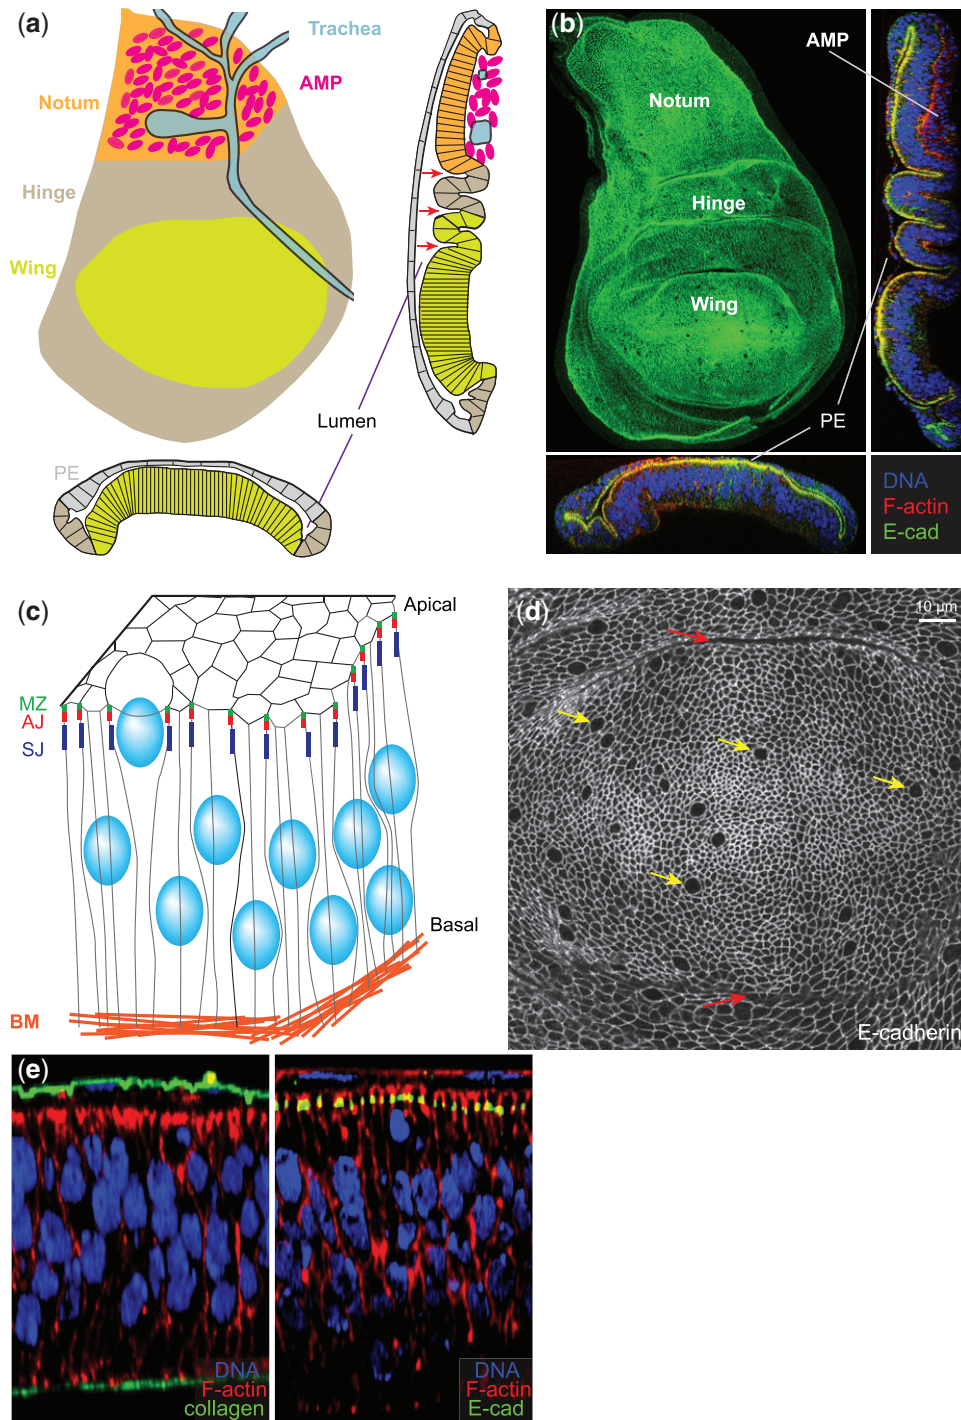 (a)
Trachea
AMP
Notum
Hinge
Wing
Lumen
PE
(b)
AMP
Notum
Hinge
Wing
PE
DNA
F-actin
E-cad
(c)
Apical
MZ
AJ
SJ
Basal
BM
(d)
10 µm
E-cadherin
(e)
DNA
F-actin
collagen
DNA
F-actin
E-cad